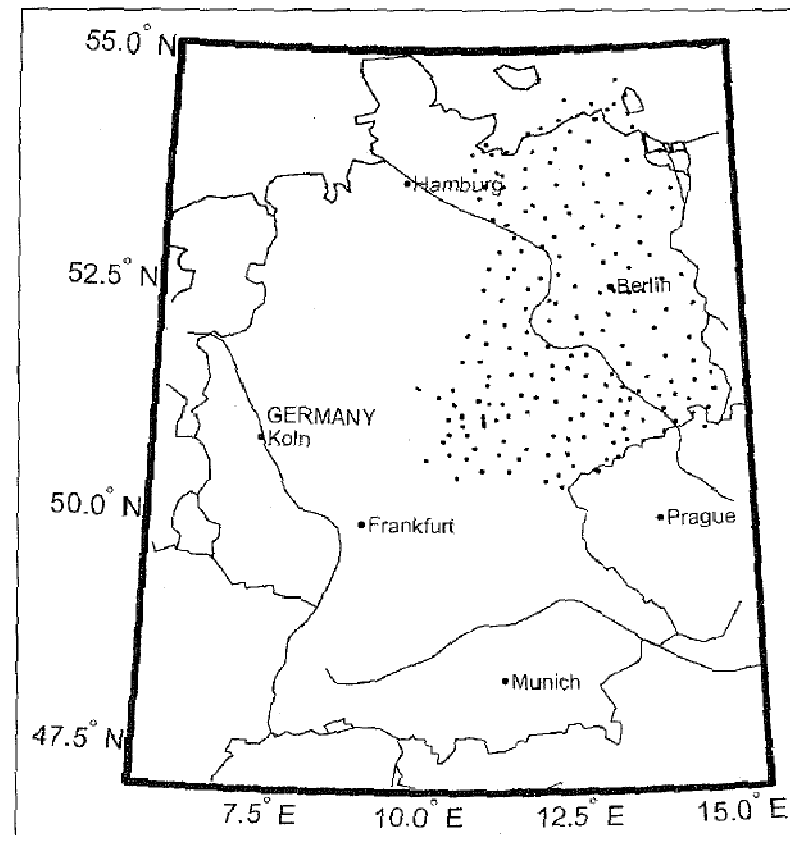 55.0° N
Hamburg
52.5° N
Berlin
GERMANY
Koln
50.0° N
Frankfurt
Prague
Munich
47.5° N
7.5° E
10.0° E
12.5° E
15.0° E